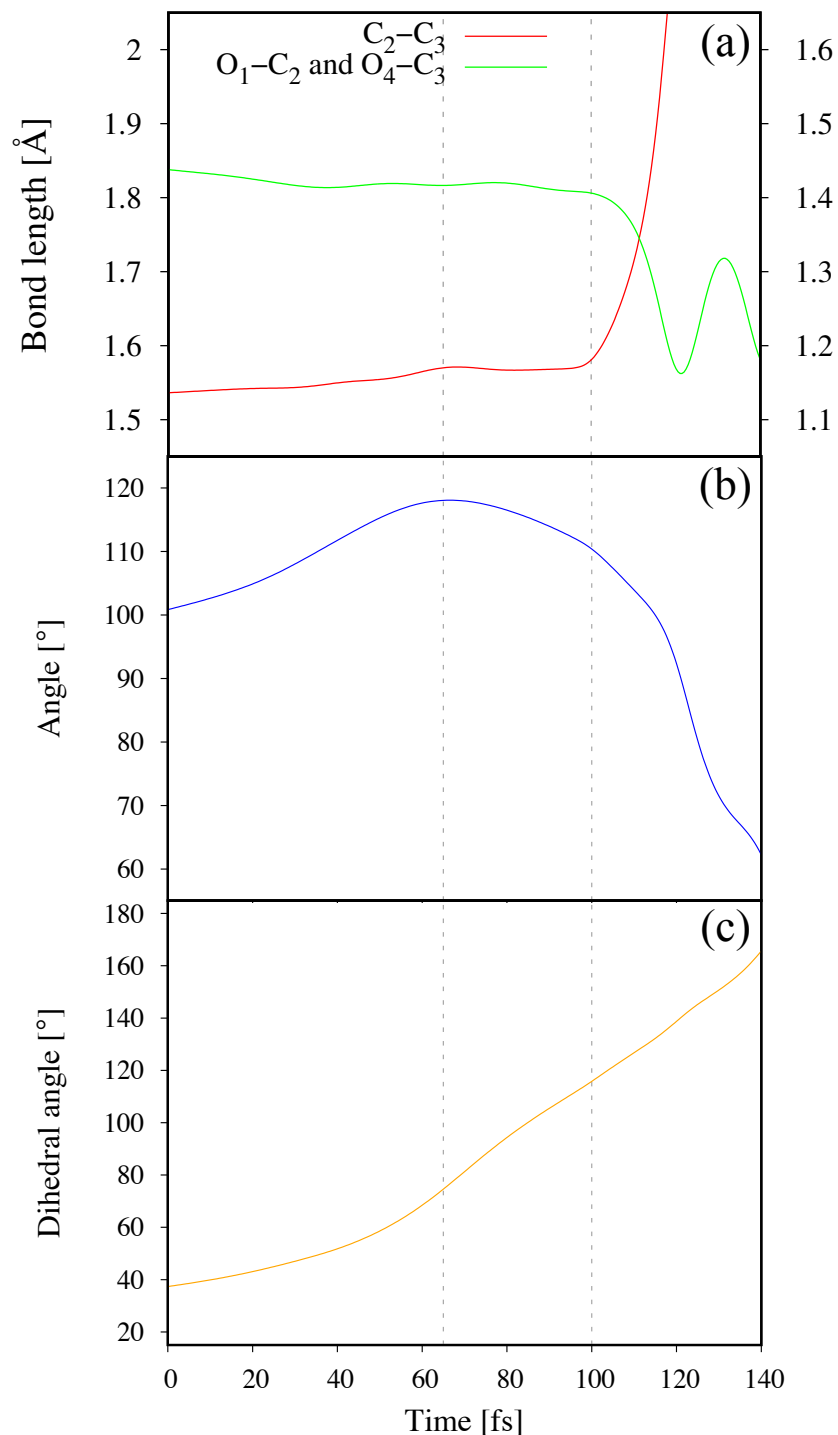 (a)
C₂–C₃
O₁–C₂ and O₄–C₃
Bond length [Å]
2
1.9
1.8
1.7
1.6
1.5
1.6
1.5
1.4
1.3
1.2
1.1
(b)
Angle [°]
120
110
100
90
80
70
60
(c)
Dihedral angle [°]
180
160
140
120
100
80
60
40
20
0 20 40 60 80 100 120 140
Time [fs]